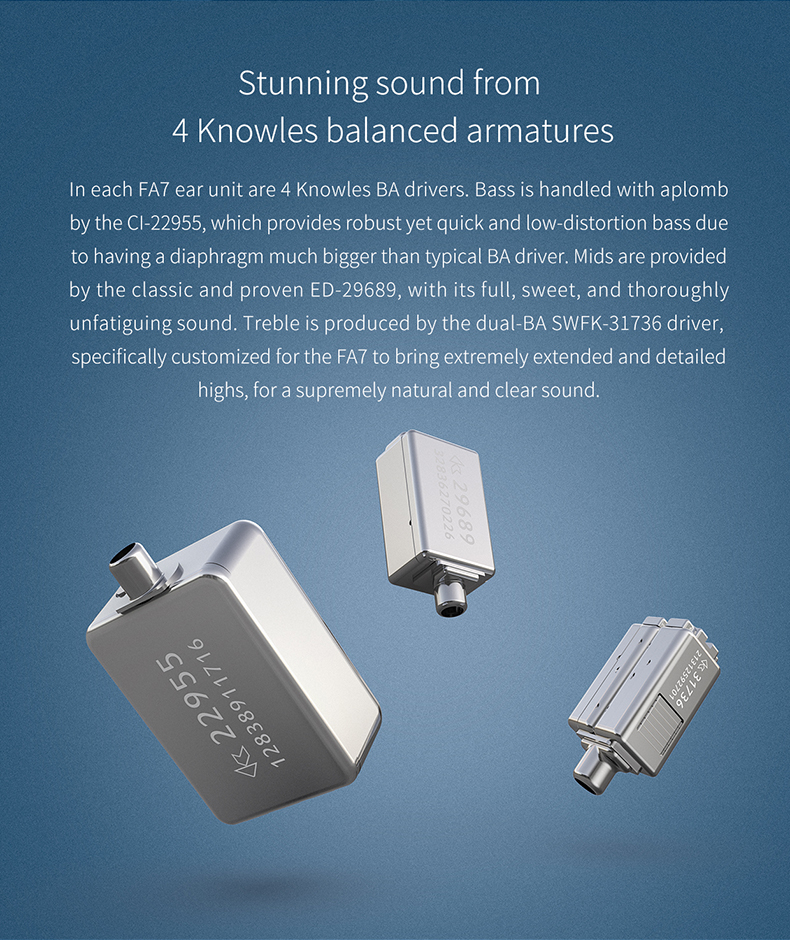 Stunning sound from
4 Knowles balanced armatures
In each FA7 ear unit are 4 Knowles BA drivers. Bass is handled with aplomb
by the CI-22955, which provides robust yet quick and low-distortion bass due
to having a diaphragm much bigger than typical BA driver. Mids are provided
by the classic and proven ED-29689, with its full, sweet, and thoroughly
unfatiguing sound. Treble is produced by the dual-BA SWFK-31736 driver,
specifically customized for the FA7 to bring extremely extended and detailed
highs, for a supremely natural and clear sound.
29689
32836270226
22955
12838911716
31736
21312592701